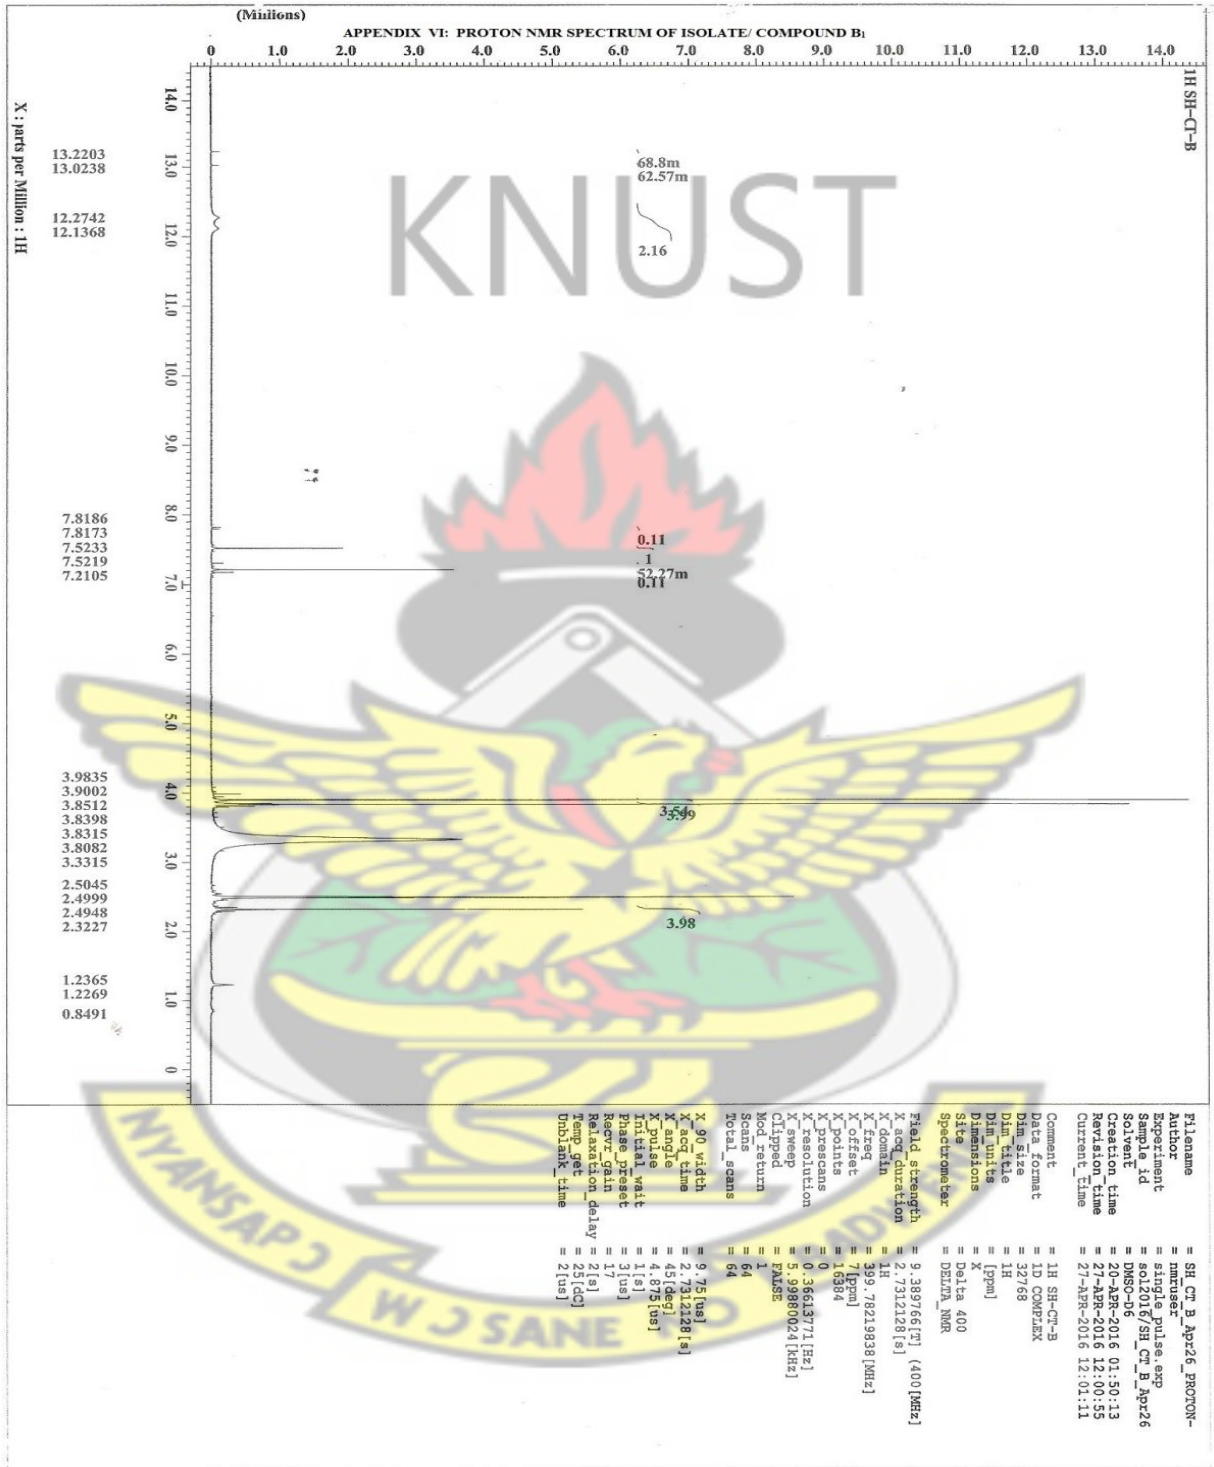 (Millions)
APPENDIX VI: PROTON NMR SPECTRUM OF ISOLATE/ COMPOUND B1
0 1.0 2.0 3.0 4.0 5.0 6.0 7.0 8.0 9.0 10.0 11.0 12.0 13.0 14.0
1H SH-CT-B
14.0 13.0 12.0 11.0 10.0 9.0 8.0 7.0 6.0 5.0 4.0 3.0 2.0 1.0 0
X : parts per Million : 1H
13.2203
13.0238
12.2742
12.1368
7.8186
7.8173
7.5233
7.5219
7.2105
3.9835
3.9002
3.8512
3.8398
3.8315
3.8082
3.3315
2.5045
2.4999
2.4948
2.3227
1.2365
1.2269
0.8491
68.8m
62.57m
2.16
0.11
1
52.27m
0.11
3.54
3.99
3.98
KNUST
NYANSAPƆ
WƆSANE NO
BADWENMA
Filename = SH_CT_B_Apr26_PROTON-
Author = nmruser
Experiment = single_pulse.exp
Sample_id = sol2016/SH_CT_B_Apr26
Solvent = DMSO-D6
Creation_time = 20-APR-2016 01:50:13
Revision_time = 27-APR-2016 12:00:55
Current_time = 27-APR-2016 12:01:11
Comment = 1H SH-CT-B
Data_format = 1D COMPLEX
Dim_size = 32768
Dim_title = 1H
Dim_units = [ppm]
Dimensions = X
Site = Delta 400
Spectrometer = DELTA_NMR
Field_strength = 9.389766[T] (400[MHz]
X_acq_duration = 2.7312128[s]
X_domain = 1H
X_freq = 399.78219838[MHz]
X_offset = 7[ppm]
X_points = 16384
X_prescans = 0
X_resolution = 0.36613771[Hz]
X_sweep = 5.99880024[kHz]
Clipped = FALSE
Mod_return = 1
Scans = 64
Total_scans = 64
X_90_width = 9.75[us]
X_acq_time = 2.7312128[s]
X_angle = 45[deg]
X_pulse = 4.875[us]
Initial_wait = 1[s]
Phase_preset = 3[us]
Recvr_gain = 17
Relaxation_delay = 2[s]
Temp_get = 25[dC]
Unblank_time = 2[us]